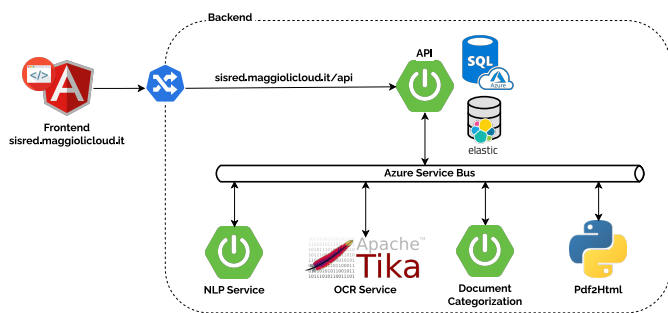 Backend
API
SQL
Azure
sisred.maggiolicloud.it/api
</>
A
Frontend
sisred.maggiolicloud.it
elastic
Azure Service Bus
Apache™
Tika
NLP Service
OCR Service
Document
Categorization
Pdf2Html